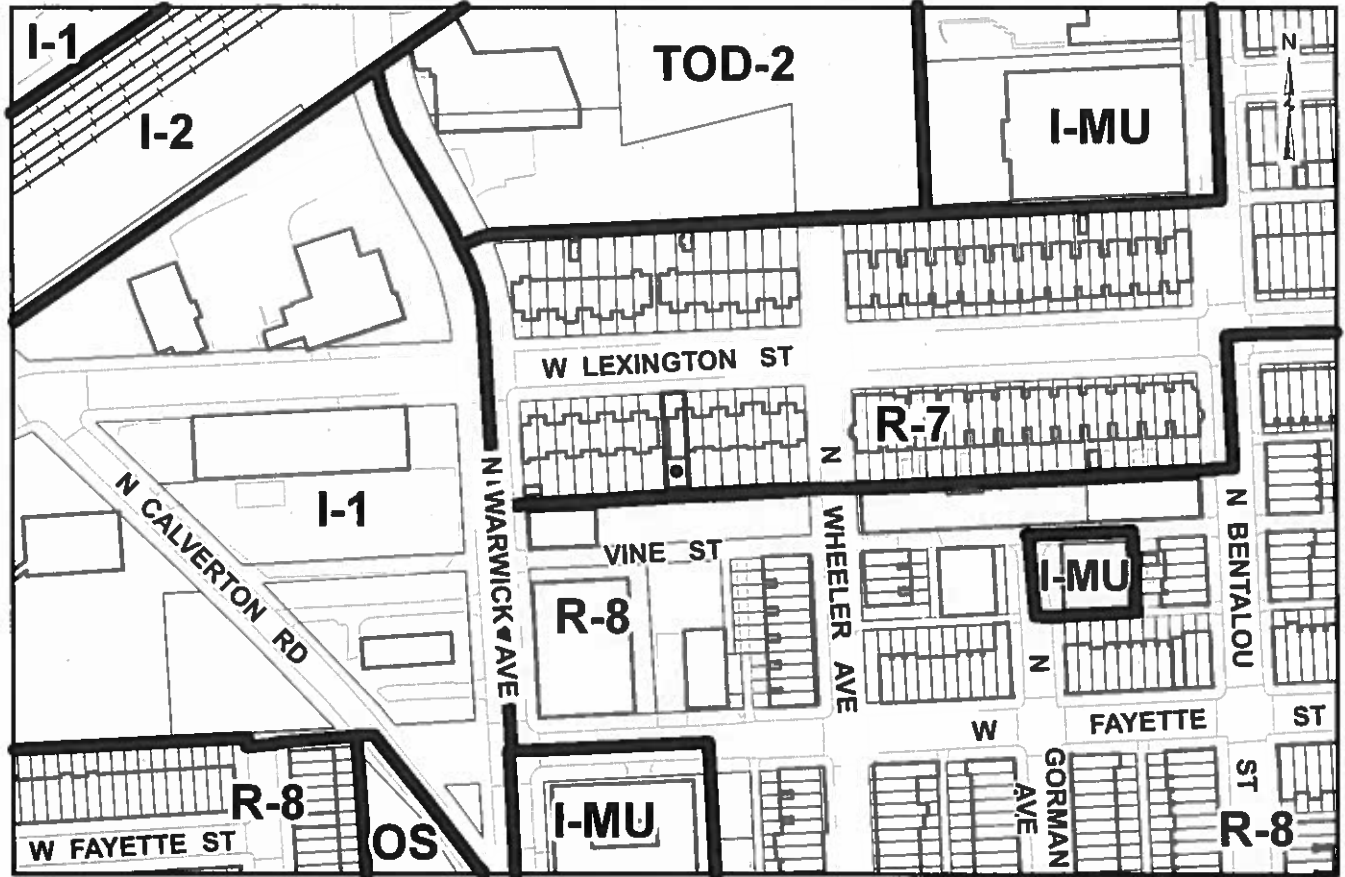 I-1
TOD-2
N
I-2
I-MU
W LEXINGTON ST
R-7
N CALVERTON RD
I-1
N WARWICK AVE
N WHEELER AVE
VINE ST
I-MU
N BENTALOU ST
R-8
N GORMAN AVE
W FAYETTE ST
R-8
W FAYETTE ST
OS
I-MU
R-8